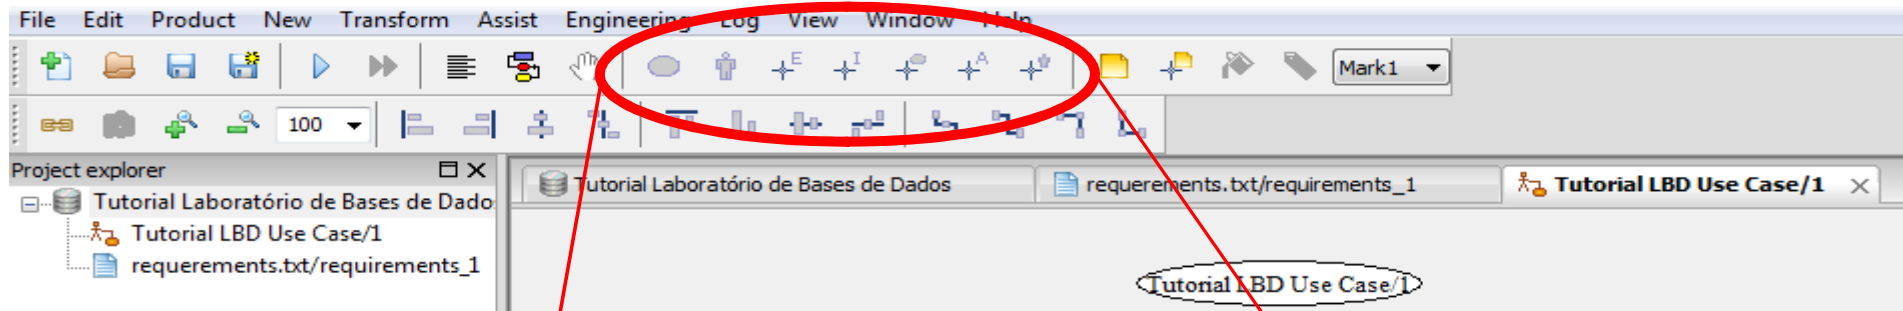 File Edit Product New Transform Assist Engineering Log View Window Help
E I A Mark1
100
Project explorer
Tutorial Laboratório de Bases de Dado
Tutorial LBD Use Case/1
requerements.txt/requirements_1
Tutorial Laboratório de Bases de Dados requerements.txt/requirements_1 Tutorial LBD Use Case/1
Tutorial LBD Use Case/1